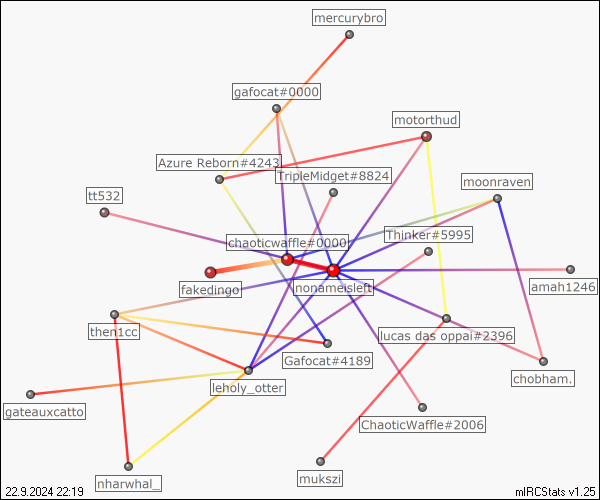 mercurybro
gafocat#0000
motorthud
Azure Reborn#4243
TripleMidget#8824
moonraven
tt532
Thinker#5995
chaoticwaffle#0000
fakedingo
nonameisleft
amah1246
then1cc
lucas das oppai#2396
Gafocat#4189
chobham.
leholy_otter
gateauxcatto
ChaoticWaffle#2006
mukszi
nharwhal_
22.9.2024 22:19
mIRCStats v1.25